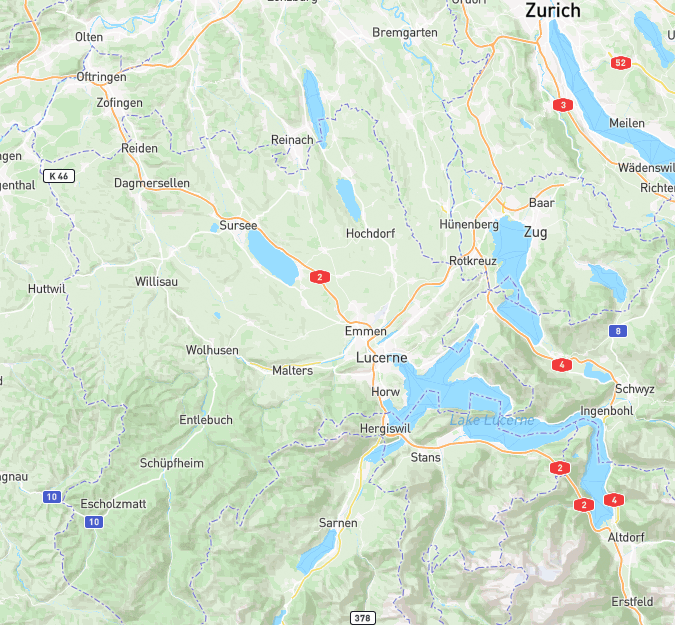 Zurich
Olten
Bremgarten
52
Oftringen
Zofingen
3
Meilen
Reinach
Reiden
K 46
Wädenswil
Dagmersellen
Baar
Sursee
Hünenberg
Zug
Hochdorf
Rotkreuz
2
Willisau
Huttwil
Emmen
8
Wolhusen
Lucerne
4
Malters
Schwyz
Horw
Ingenbohl
Entlebuch
Lake Lucerne
Hergiswil
Stans
Schüpfheim
2
10
Escholzmatt
2
4
10
Sarnen
Altdorf
Erstfeld
378